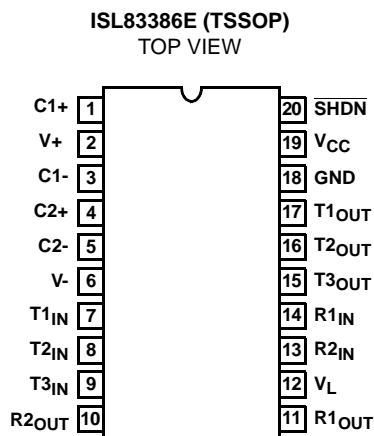 ISL83386E (TSSOP)
TOP VIEW
C1+ 1 20 SHDN
V+ 2 19 VCC
C1- 3 18 GND
C2+ 4 17 T1OUT
C2- 5 16 T2OUT
V- 6 15 T3OUT
T1IN 7 14 R1IN
T2IN 8 13 R2IN
T3IN 9 12 VL
R2OUT 10 11 R1OUT